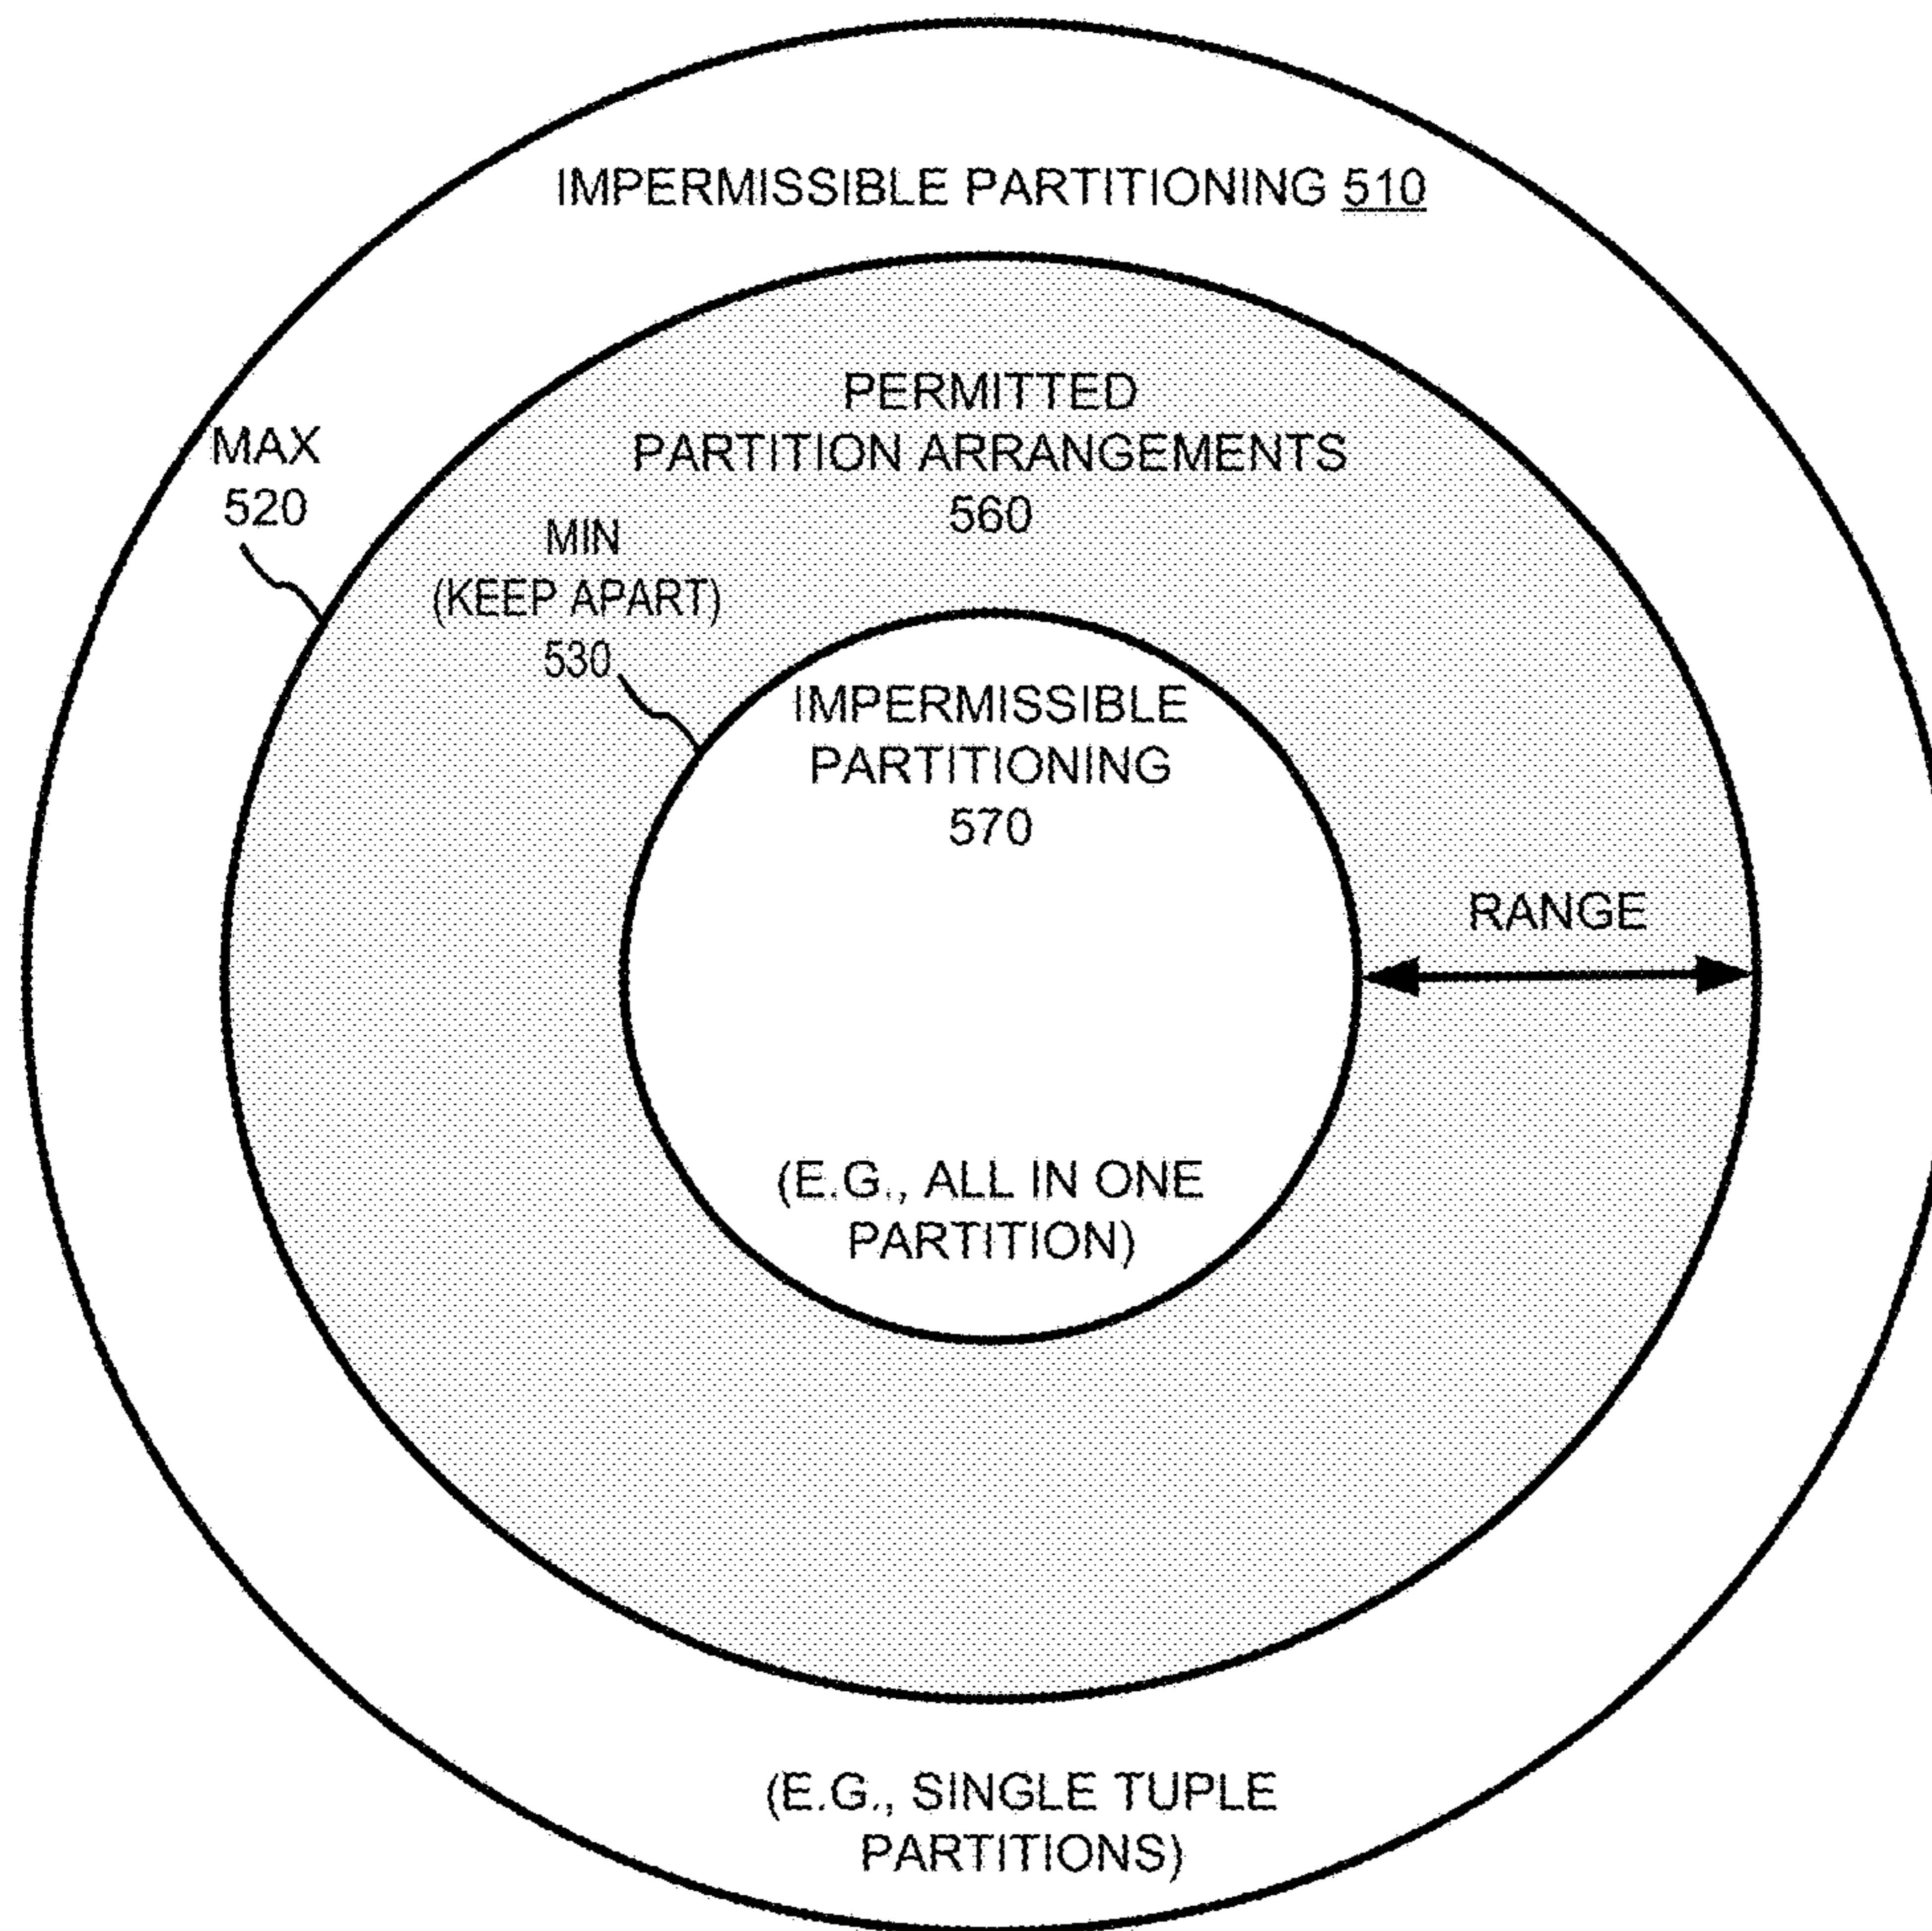 IMPERMISSIBLE PARTITIONING 510
PERMITTED
PARTITION ARRANGEMENTS
560
MAX
520
MIN
(KEEP APART)
530
IMPERMISSIBLE
PARTITIONING
570
RANGE
(E.G., ALL IN ONE
PARTITION)
(E.G., SINGLE TUPLE
PARTITIONS)